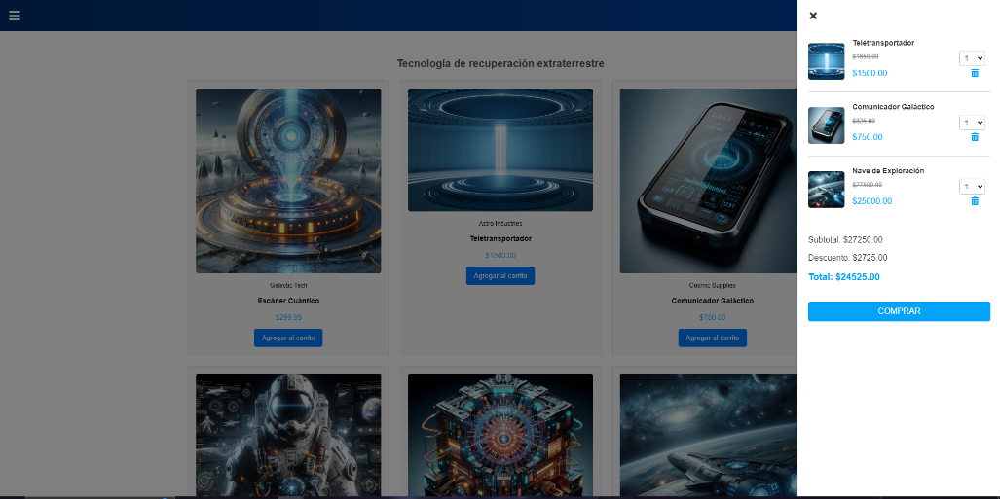 Tecnología de recuperación extraterrestre
Galactic Tech
Escáner Cuántico
$299.99
Agregar al carrito
Astro Industries
Teletransportador
$1500.00
Agregar al carrito
Cosmic Supplies
Comunicador Galáctico
$750.00
Agregar al carrito
Teletransportador
$1650.00
1
$1500.00
Comunicador Galáctico
$825.00
1
$750.00
Nave de Exploración
$27500.00
1
$25000.00
Subtotal: $27250.00
Descuento: $2725.00
Total: $24525.00
COMPRAR